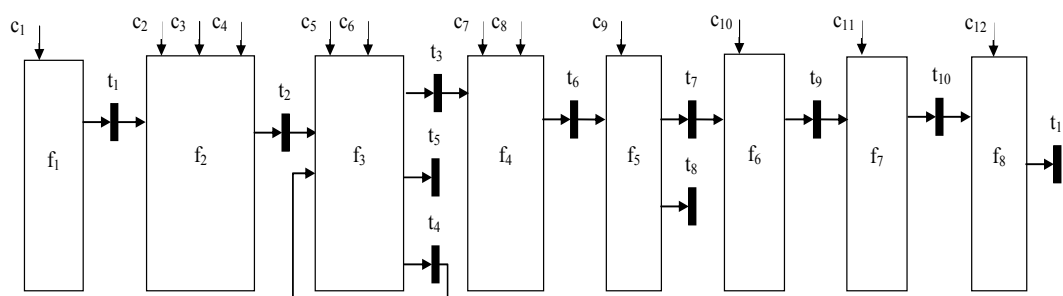 c₁ c₂ c₃ c₄ c₅ c₆ c₇ c₈ c₉ c₁₀ c₁₁ c₁₂
t₁ t₂ t₃ t₆ t₇ t₉ t₁₀
f₁ f₂ f₃ t₅ f₄ f₅ t₈ f₆ f₇ f₈ t₁
t₄